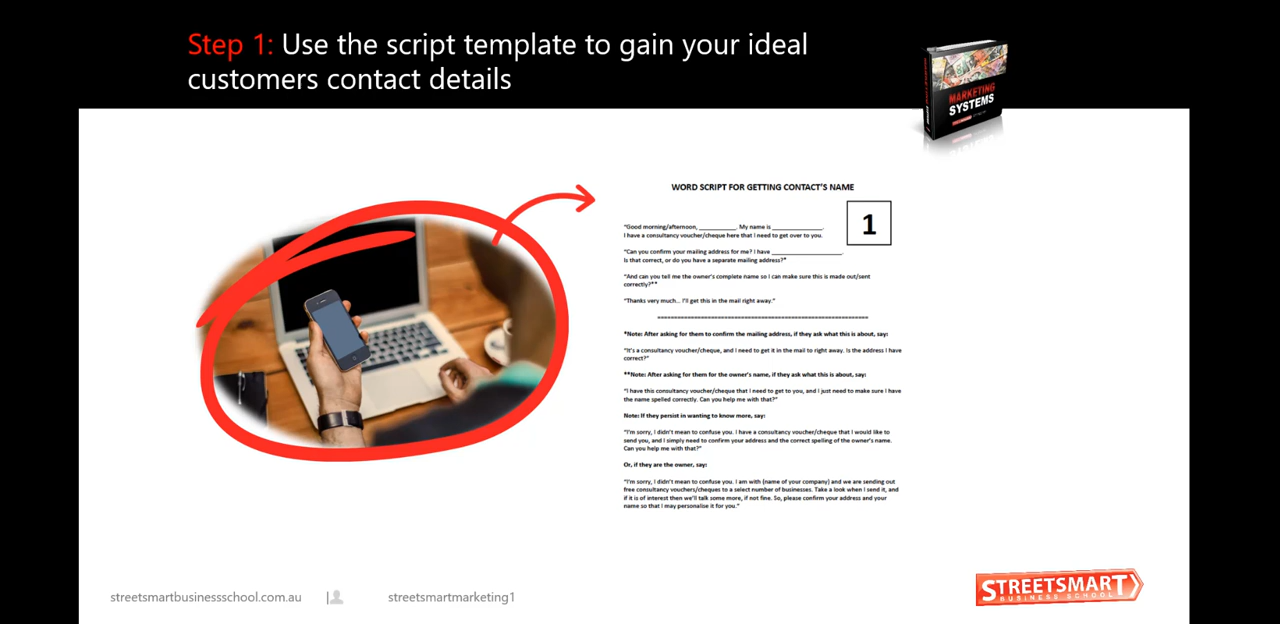 Step 1: Use the script template to gain your ideal
customers contact details
MARKETING
SYSTEMS
WORD SCRIPT FOR GETTING CONTACT'S NAME
1
"Good morning/afternoon, ___________. My name is _______________.
I have a consultancy voucher/cheque here that I need to get over to you.
"Can you confirm your mailing address for me? I have _____________________.
Is that correct, or do you have a separate mailing address?*
"And can you tell me the owner's complete name so I can make sure this is made out/sent
correctly?**
"Thanks very much... I'll get this in the mail right away."
================================================================
*Note: After asking for them to confirm the mailing address, if they ask what this is about, say:
"It's a consultancy voucher/cheque, and I need to get it in the mail to right away. Is the address I have
correct?"
**Note: After asking for them for the owner's name, if they ask what this is about, say:
"I have this consultancy voucher/cheque that I need to get to you, and I just need to make sure I have
the name spelled correctly. Can you help me with that?"
Note: If they persist in wanting to know more, say:
"I'm sorry, I didn't mean to confuse you. I have a consultancy voucher/cheque that I would like to
send you, and I simply need to confirm your address and the correct spelling of the owner's name.
Can you help me with that?"
Or, if they are the owner, say:
"I'm sorry, I didn't mean to confuse you. I am with (name of your company) and we are sending out
free consultancy vouchers/cheques to a select number of businesses. Take a look when I send it, and
if it is of interest then we'll talk some more, if not fine. So, please confirm your address and your
name so that I may personalise it for you."
streetsmartbusinessschool.com.au
|
streetsmartmarketing1
STREETSMART
BUSINESS SCHOOL